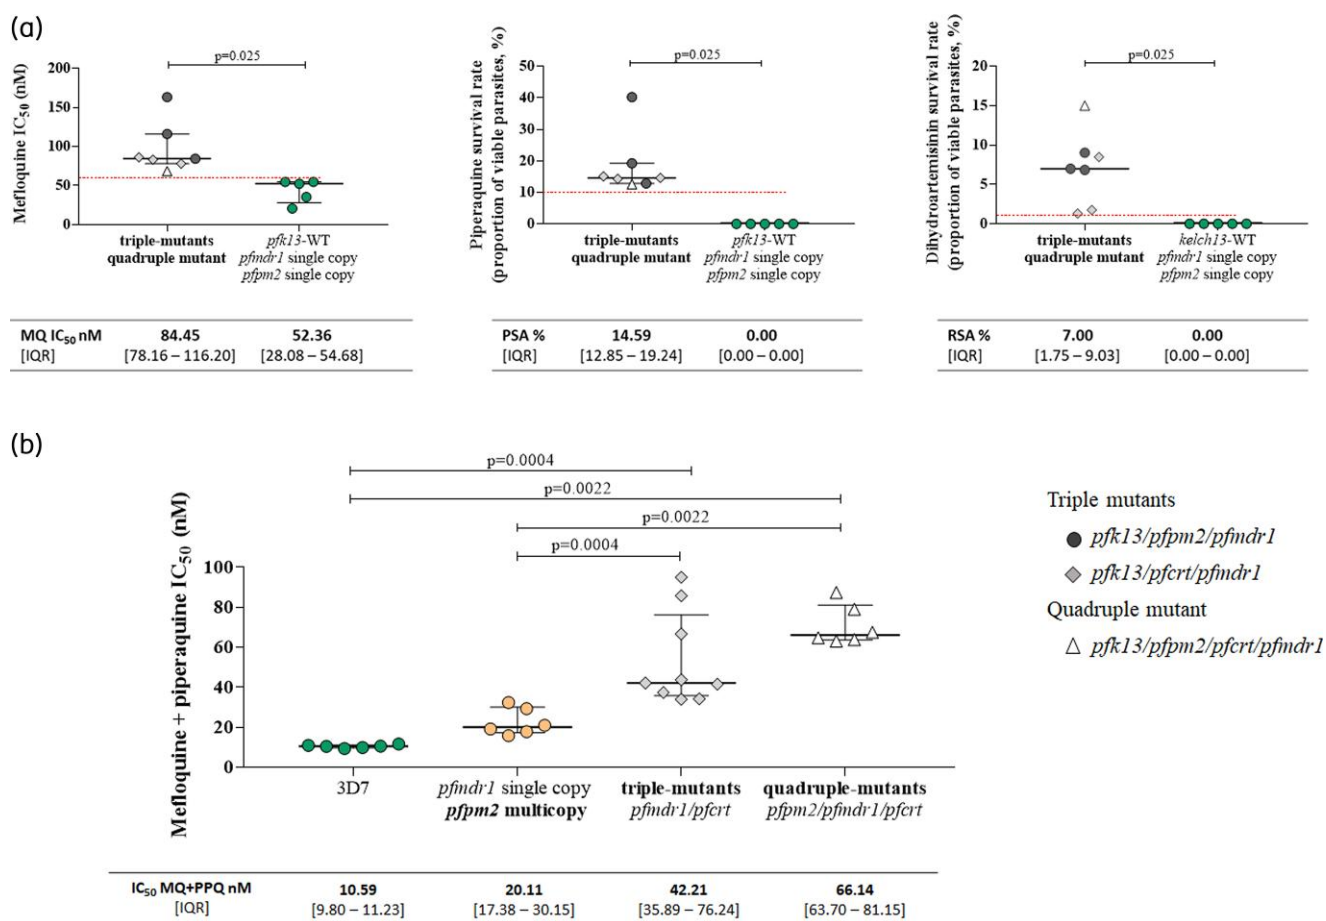 (a)
p=0.025
Mefloquine IC50 (nM)
200
150
100
50
0
triple-mutants
quadruple mutant
pfk13-WT
pfmdr1 single copy
pfpm2 single copy
MQ IC50 nM 84.45 52.36
[IQR] [78.16 – 116.20] [28.08 – 54.68]
p=0.025
Piperaquine survival rate
(proportion of viable parasites, %)
50
40
30
20
10
0
triple-mutants
quadruple mutant
pfk13-WT
pfmdr1 single copy
pfpm2 single copy
PSA % 14.59 0.00
[IQR] [12.85 – 19.24] [0.00 – 0.00]
p=0.025
Dihydroartemisinin survival rate
(proportion of viable parasites, %)
20
15
10
5
0
triple-mutants
quadruple mutant
kelch13-WT
pfmdr1 single copy
pfpm2 single copy
RSA % 7.00 0.00
[IQR] [1.75 – 9.03] [0.00 – 0.00]
(b)
p=0.0004
p=0.0022
p=0.0022
p=0.0004
Mefloquine + piperaquine IC50 (nM)
100
80
60
40
20
0
3D7
pfmdr1 single copy
pfpm2 multicopy
triple-mutants
pfmdr1/pfcrt
quadruple-mutants
pfpm2/pfmdr1/pfcrt
Triple mutants
pfk13/pfpm2/pfmdr1
pfk13/pfcrt/pfmdr1
Quadruple mutant
pfk13/pfpm2/pfcrt/pfmdr1
IC50 MQ+PPQ nM 10.59 20.11 42.21 66.14
[IQR] [9.80 – 11.23] [17.38 – 30.15] [35.89 – 76.24] [63.70 – 81.15]